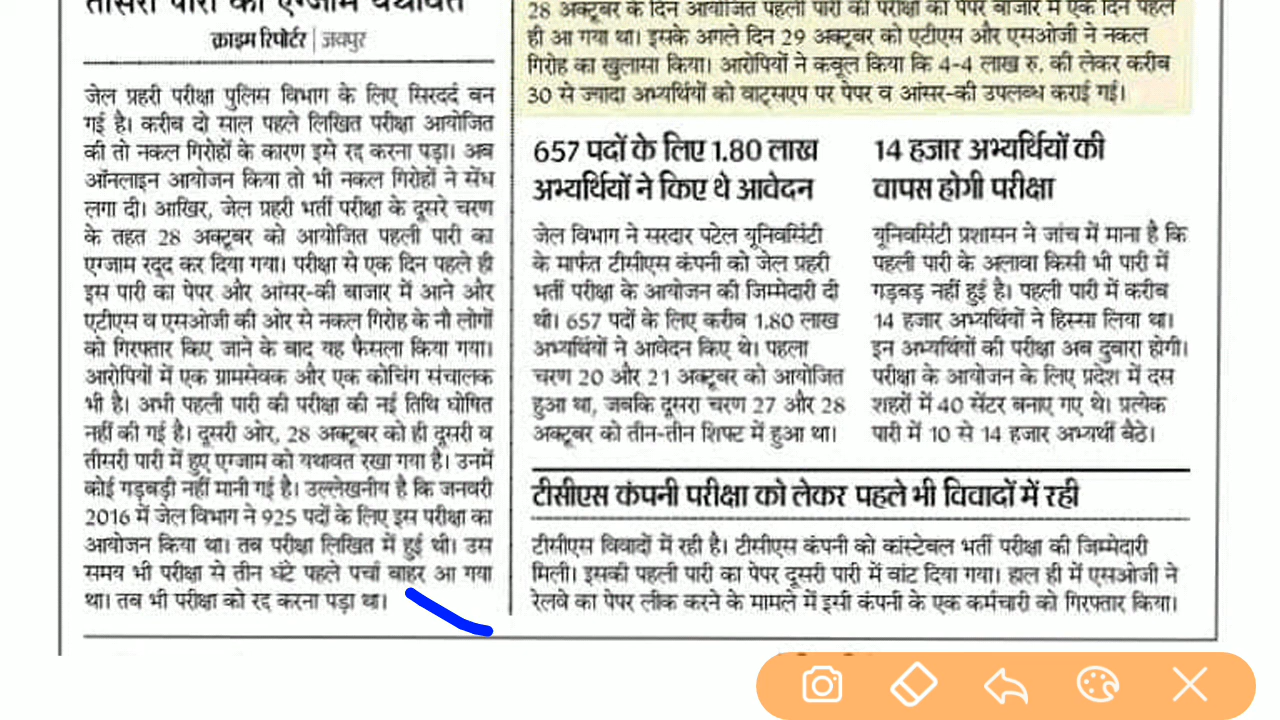 तीसरी पारी का एग्जाम यथावत
क्राइम रिपोर्टर | जयपुर
जेल प्रहरी परीक्षा पुलिस विभाग के लिए सिरदर्द बन
गई है। करीब दो साल पहले लिखित परीक्षा आयोजित
की तो नकल गिरोहों के कारण इसे रद्द करना पड़ा। अब
ऑनलाइन आयोजन किया तो भी नकल गिरोहों ने सेंध
लगा दी। आखिर, जेल प्रहरी भर्ती परीक्षा के दूसरे चरण
के तहत 28 अक्टूबर को आयोजित पहली पारी का
एग्जाम रद्द कर दिया गया। परीक्षा से एक दिन पहले ही
इस पारी का पेपर और आंसर-की बाजार में आने और
एटीएस व एसओजी की ओर से नकल गिरोह के नौ लोगों
को गिरफ्तार किए जाने के बाद यह फैसला किया गया।
आरोपियों में एक ग्रामसेवक और एक कोचिंग संचालक
भी है। अभी पहली पारी की परीक्षा की नई तिथि घोषित
नहीं की गई है। दूसरी ओर, 28 अक्टूबर को ही दूसरी व
तीसरी पारी में हुए एग्जाम को यथावत रखा गया है। उनमें
कोई गड़बड़ी नहीं मानी गई है। उल्लेखनीय है कि जनवरी
2016 में जेल विभाग ने 925 पदों के लिए इस परीक्षा का
आयोजन किया था। तब परीक्षा लिखित में हुई थी। उस
समय भी परीक्षा से तीन घंटे पहले पर्चा बाहर आ गया
था। तब भी परीक्षा को रद्द करना पड़ा था।
28 अक्टूबर के दिन आयोजित पहली पारी की परीक्षा का पेपर बाजार में एक दिन पहले
ही आ गया था। इसके अगले दिन 29 अक्टूबर को एटीएस और एसओजी ने नकल
गिरोह का खुलासा किया। आरोपियों ने कबूल किया कि 4-4 लाख रु. की लेकर करीब
30 से ज्यादा अभ्यर्थियों को वाट्सएप पर पेपर व आंसर-की उपलब्ध कराई गई।
657 पदों के लिए 1.80 लाख
अभ्यर्थियों ने किए थे आवेदन
जेल विभाग ने सरदार पटेल यूनिवर्सिटी
के मार्फत टीसीएस कंपनी को जेल प्रहरी
भर्ती परीक्षा के आयोजन की जिम्मेदारी दी
थी। 657 पदों के लिए करीब 1.80 लाख
अभ्यर्थियों ने आवेदन किए थे। पहला
चरण 20 और 21 अक्टूबर को आयोजित
हुआ था, जबकि दूसरा चरण 27 और 28
अक्टूबर को तीन-तीन शिफ्ट में हुआ था।
14 हजार अभ्यर्थियों की
वापस होगी परीक्षा
यूनिवर्सिटी प्रशासन ने जांच में माना है कि
पहली पारी के अलावा किसी भी पारी में
गड़बड़ नहीं हुई है। पहली पारी में करीब
14 हजार अभ्यर्थियों ने हिस्सा लिया था।
इन अभ्यर्थियों की परीक्षा अब दुबारा होगी।
परीक्षा के आयोजन के लिए प्रदेश में दस
शहरों में 40 सेंटर बनाए गए थे। प्रत्येक
पारी में 10 से 14 हजार अभ्यर्थी बैठे।
टीसीएस कंपनी परीक्षा को लेकर पहले भी विवादों में रही
टीसीएस विवादों में रही है। टीसीएस कंपनी को कांस्टेबल भर्ती परीक्षा की जिम्मेदारी
मिली। इसकी पहली पारी का पेपर दूसरी पारी में बांट दिया गया। हाल ही में एसओजी ने
रेलवे का पेपर लीक करने के मामले में इसी कंपनी के एक कर्मचारी को गिरफ्तार किया।